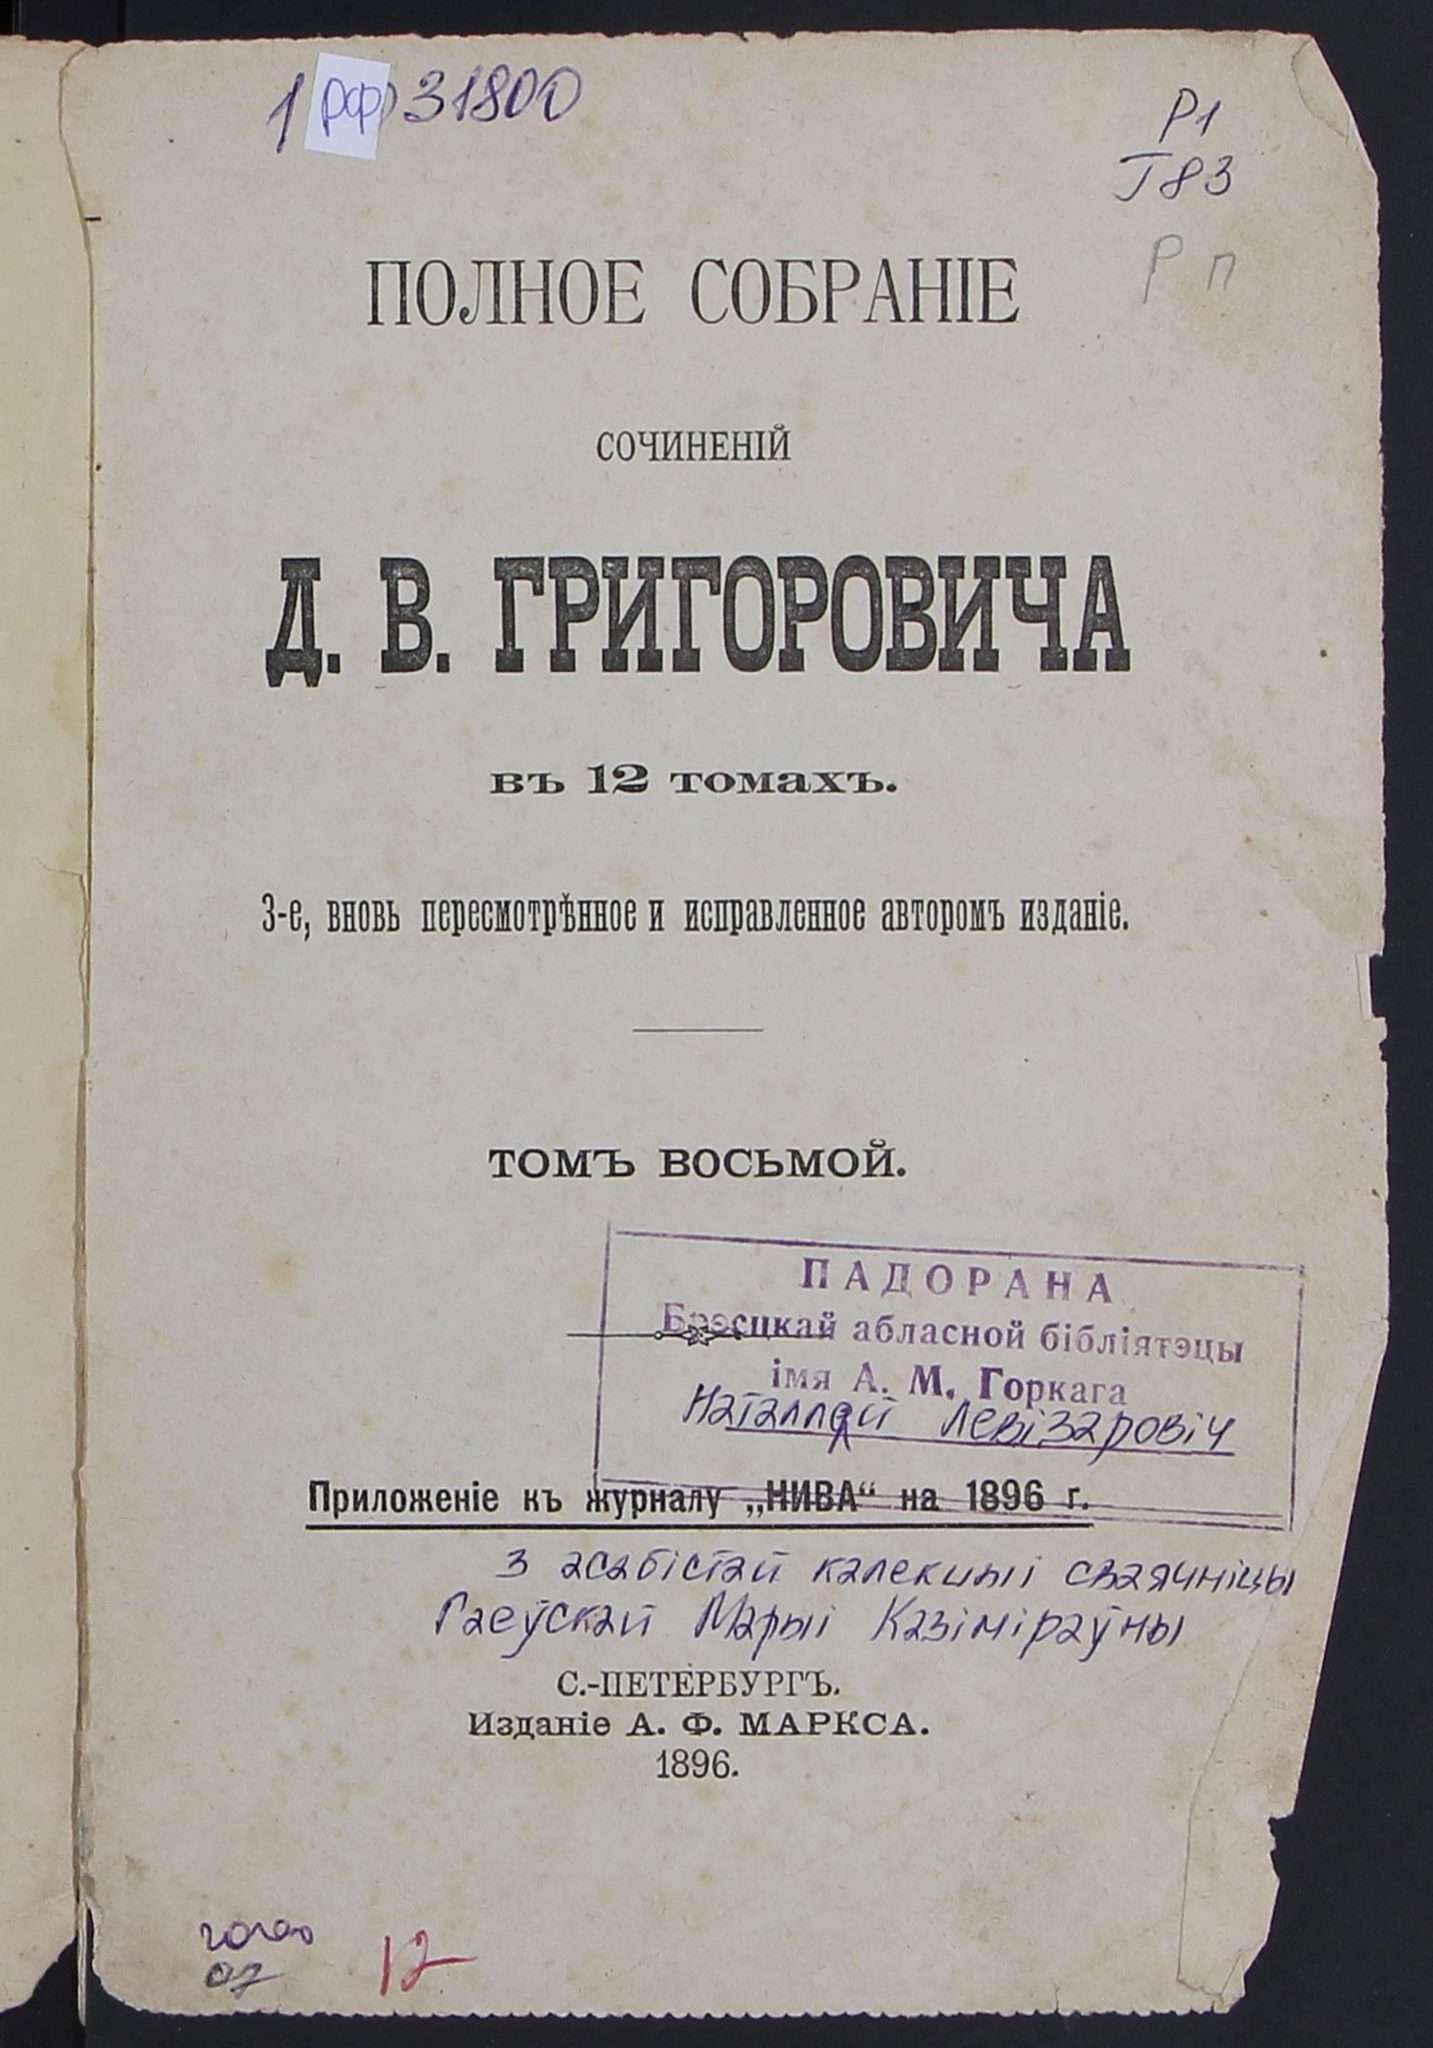 1 рф 31800
Р1
Г83
Р П
ПОЛНОЕ СОБРАНІЕ
СОЧИНЕНІЙ
Д. В. ГРИГОРОВИЧА
въ 12 томахъ.
3-е, вновь пересмотрѣнное и исправленное авторомъ изданіе.
ТОМЪ ВОСЬМОЙ.
ПАДОРАНА
Брэсцкай абласной бібліятэцы
імя А. М. Горкага
Наталляй Левізаровіч
Приложеніе къ журналу „НИВА“ на 1896 г.
з асабістай калекцыі сваячніцы
Гаеўскай Марыі Казіміраўны
С.-ПЕТЕРБУРГЪ.
Изданіе А. Ф. МАРКСА.
1896.
07
12